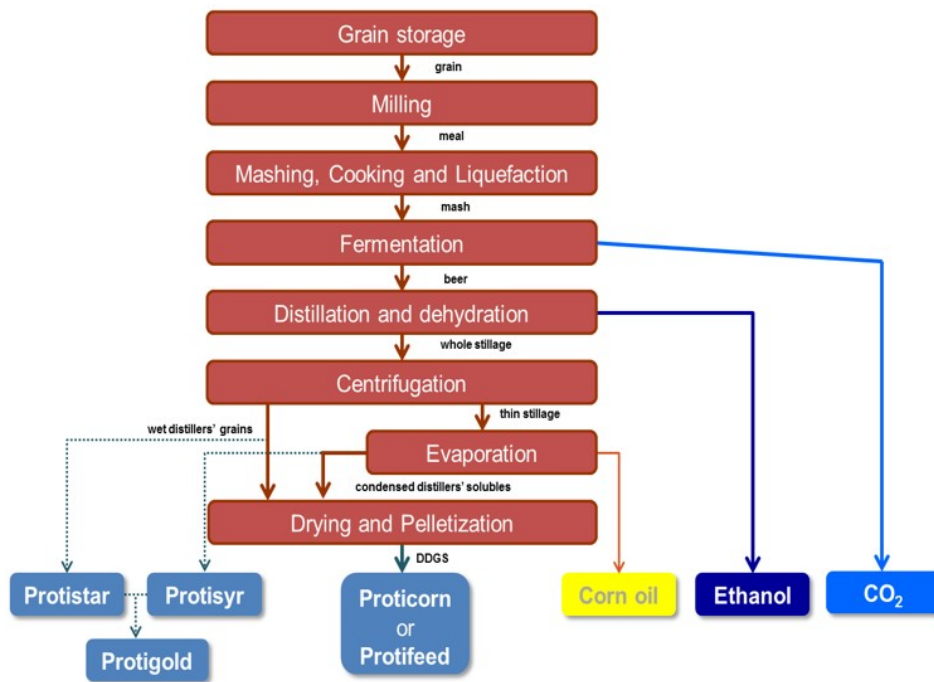 Grain storage
grain
Milling
meal
Mashing, Cooking and Liquefaction
mash
Fermentation
beer
Distillation and dehydration
whole stillage
Centrifugation
thin stillage
wet distillers' grains
Evaporation
condensed distillers' solubles
Drying and Pelletization
DDGS
Protistar
Protisyr
Proticorn
or
Protifeed
Corn oil
Ethanol
CO₂
Protigold